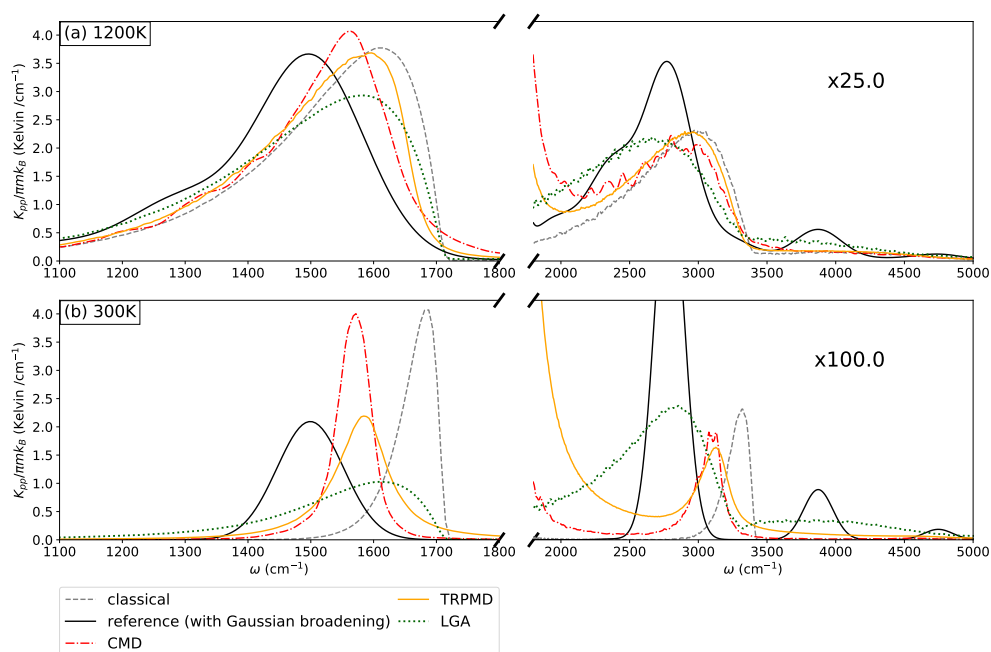 (a) 1200K
x25.0
K_pp/πmk_B (Kelvin /cm⁻¹)
4.0
3.5
3.0
2.5
2.0
1.5
1.0
0.5
0.0
1100 1200 1300 1400 1500 1600 1700 1800 2000 2500 3000 3500 4000 4500 5000
(b) 300K
x100.0
K_pp/πmk_B (Kelvin /cm⁻¹)
4.0
3.5
3.0
2.5
2.0
1.5
1.0
0.5
0.0
1100 1200 1300 1400 1500 1600 1700 1800 2000 2500 3000 3500 4000 4500 5000
ω (cm⁻¹) ω (cm⁻¹)
classical
reference (with Gaussian broadening)
CMD
TRPMD
LGA